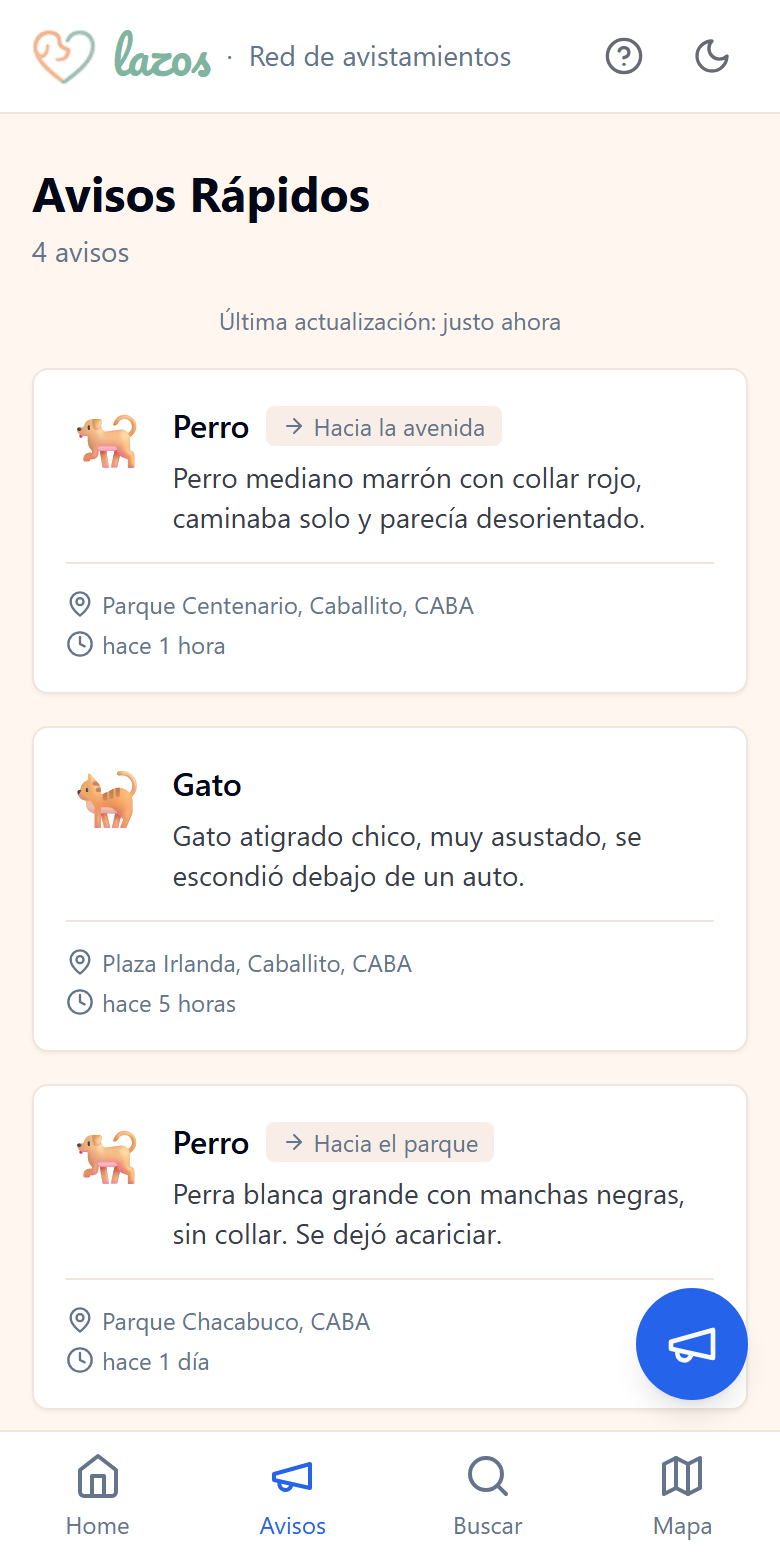 lazos · Red de avistamientos
Avisos Rápidos
4 avisos
Última actualización: justo ahora
Perro → Hacia la avenida
Perro mediano marrón con collar rojo,
caminaba solo y parecía desorientado.
Parque Centenario, Caballito, CABA
hace 1 hora
Gato
Gato atigrado chico, muy asustado, se
escondió debajo de un auto.
Plaza Irlanda, Caballito, CABA
hace 5 horas
Perro → Hacia el parque
Perra blanca grande con manchas negras,
sin collar. Se dejó acariciar.
Parque Chacabuco, CABA
hace 1 día
Home Avisos Buscar Mapa